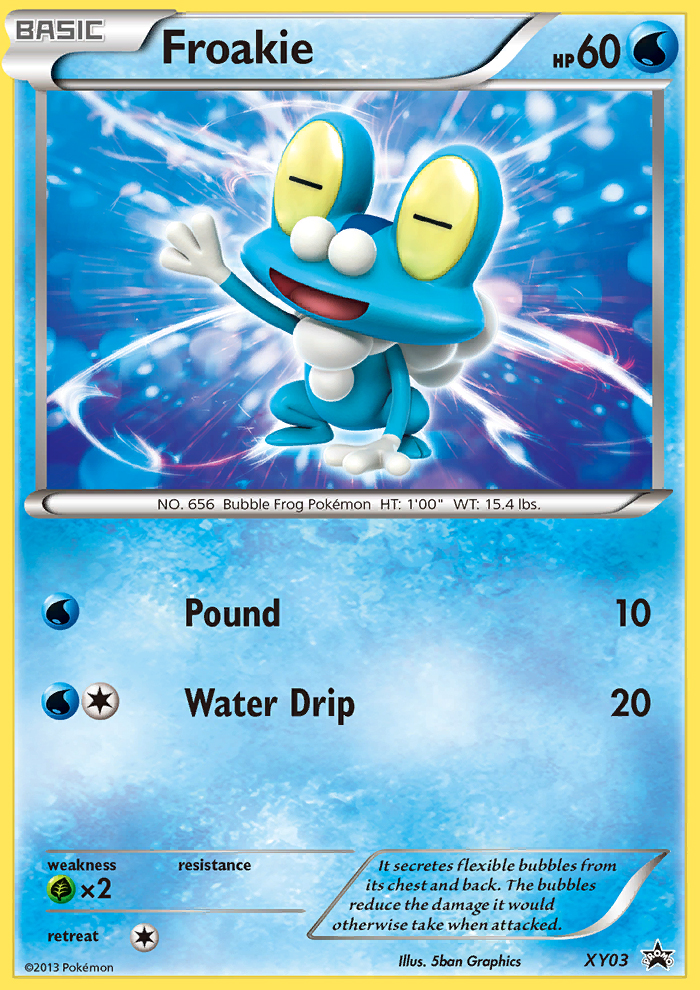 BASIC
Froakie
HP60
NO. 656 Bubble Frog Pokémon HT: 1'00" WT: 15.4 lbs.
Pound 10
Water Drip 20
weakness resistance
×2
retreat
It secretes flexible bubbles from
its chest and back. The bubbles
reduce the damage it would
otherwise take when attacked.
©2013 Pokémon Illus. 5ban Graphics XY03 PROMO